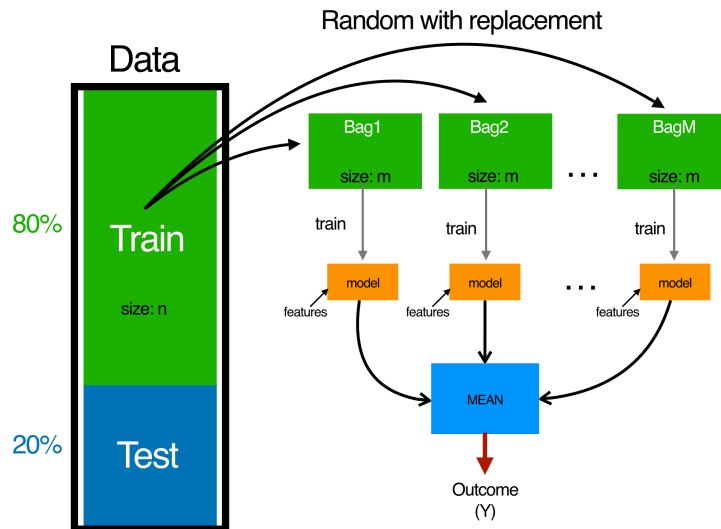 Random with replacement
Data
80%
Train
size: n
20%
Test
Bag1
size: m
Bag2
size: m
...
BagM
size: m
train
train
train
model
features
model
features
...
model
features
MEAN
Outcome
(Y)